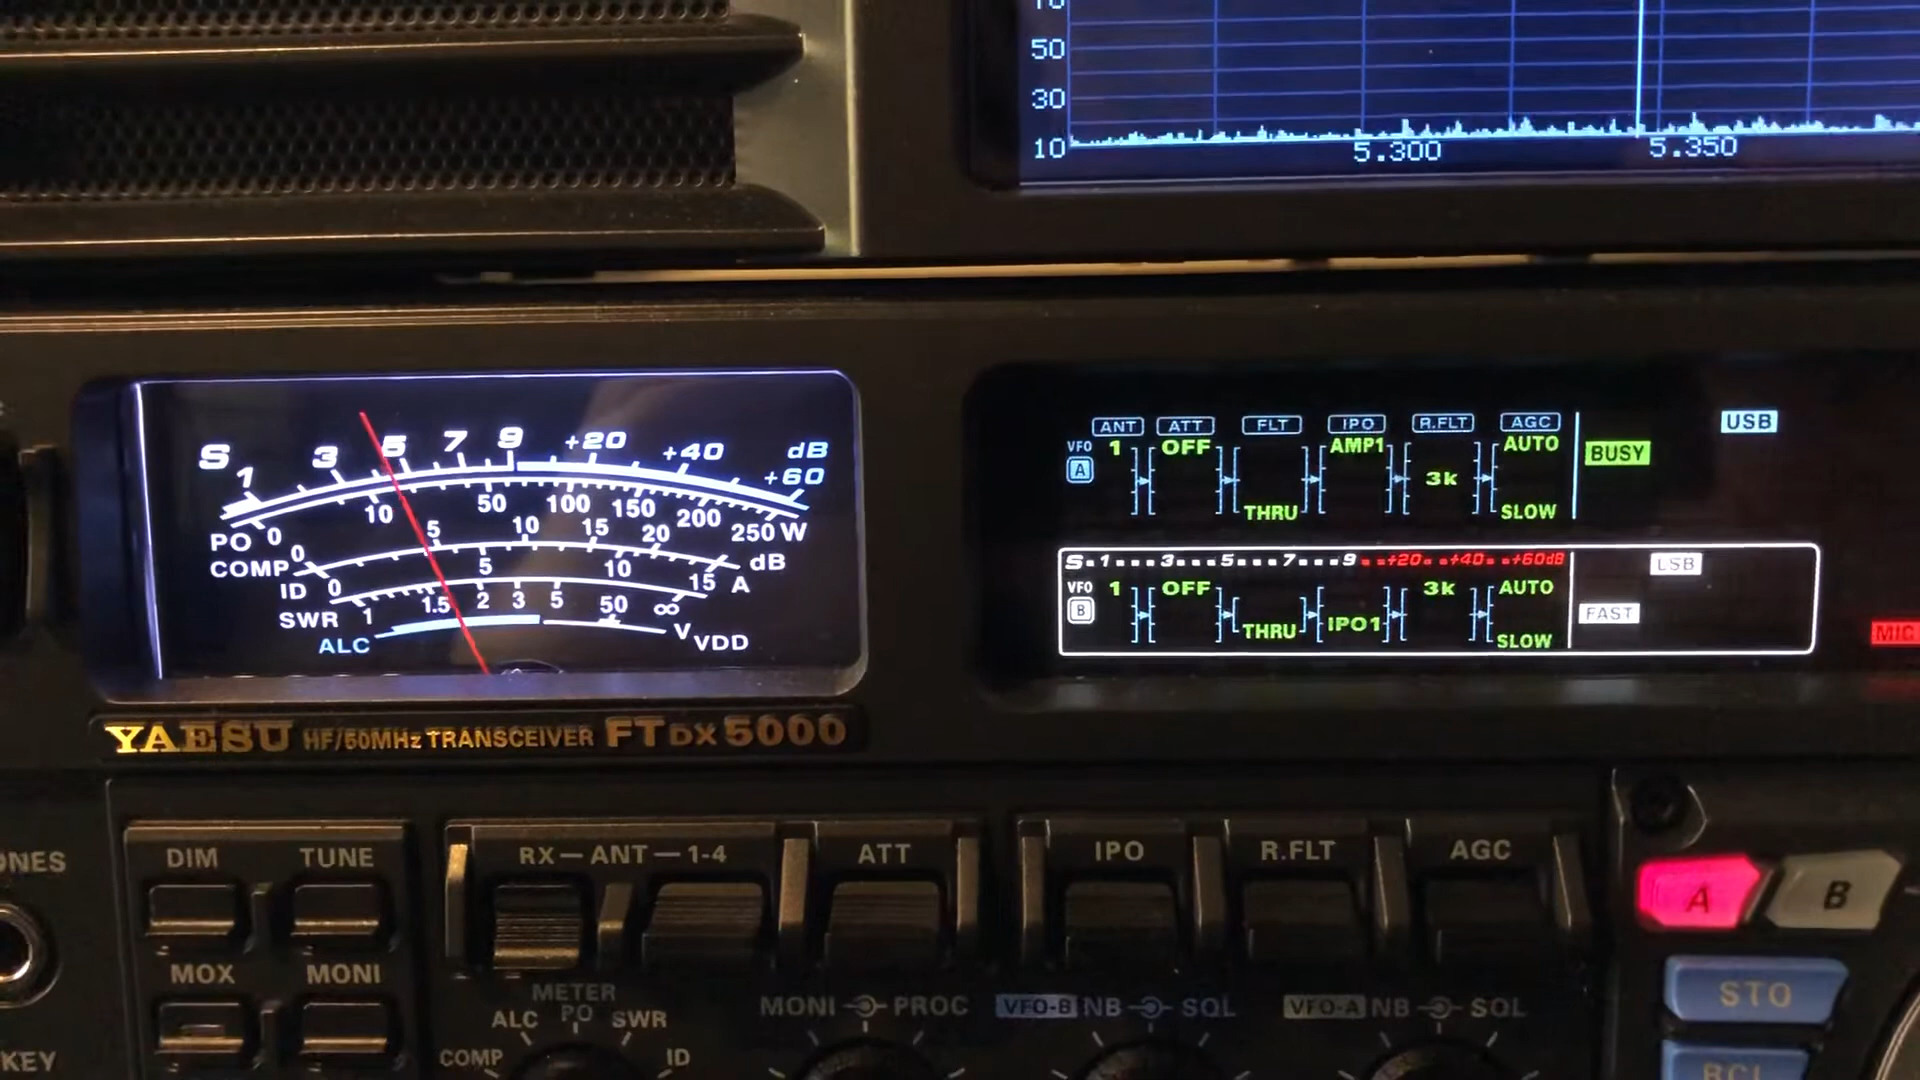 50
30
10
5.300 5.350
S 1 3 5 7 9 +20 +40 +60 dB
PO 0 10 50 100 150 200 250 W
COMP 0 5 10 15 20 dB
ID 0 5 10 15 A
SWR 1 1.5 2 3 5 50 ∞
ALC V VDD
YAESU HF/50MHz TRANSCEIVER FTDX5000
ANT ATT FLT IPO R.FLT AGC
VFO A 1 OFF THRU AMP1 3k AUTO SLOW
BUSY USB
S 1 3 5 7 9 +20 +40 +60dB
VFO B 1 OFF THRU IPO1 3k AUTO SLOW
LSB
FAST
MIC
DIM TUNE
MOX MONI
KEY
RX-ANT-1-4 ATT IPO R.FLT AGC
A B
STO
METER
COMP ALC PO SWR ID
MONI PROC
VFO-B NB SQL
VFO-A NB SQL